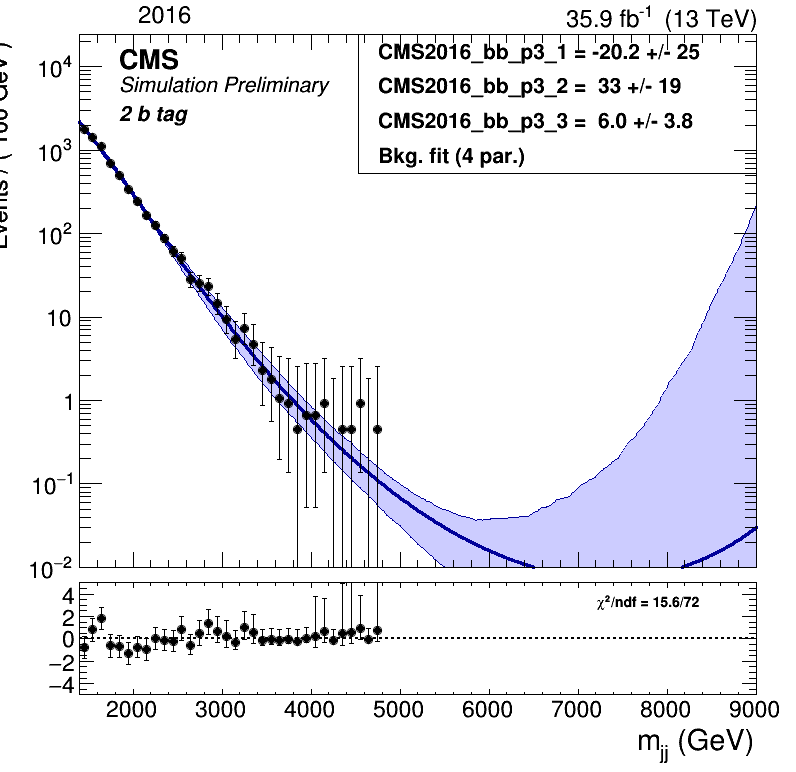 2016
35.9 fb⁻¹ (13 TeV)
CMS
Simulation Preliminary
2 b tag
CMS2016_bb_p3_1 = -20.2 +/- 25
CMS2016_bb_p3_2 = 33 +/- 19
CMS2016_bb_p3_3 = 6.0 +/- 3.8
Bkg. fit (4 par.)
10⁴
10³
10²
10
1
10⁻¹
10⁻²
χ²/ndf = 15.6/72
4
2
0
−2
−4
2000 3000 4000 5000 6000 7000 8000 9000
m_jj (GeV)